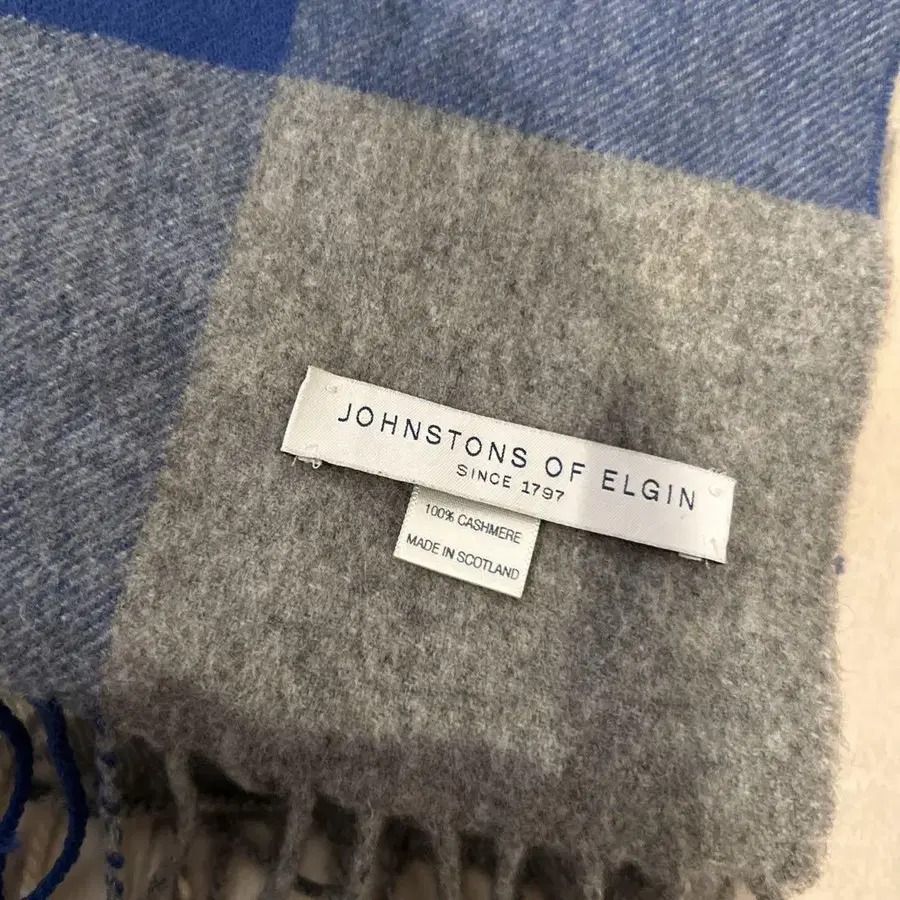 JOHNSTONS OF ELGIN
SINCE 1797
100% CASHMERE
MADE IN SCOTLAND